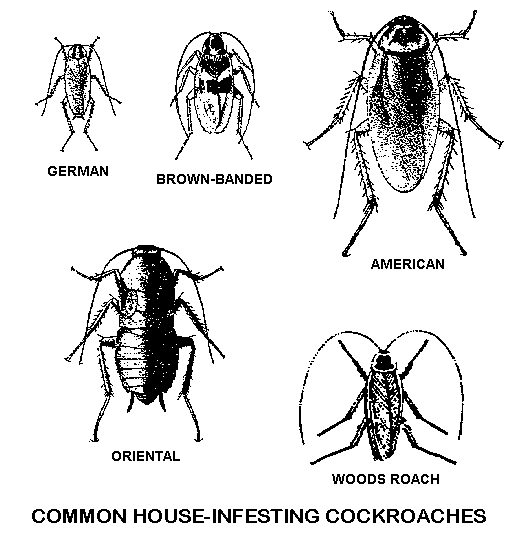 GERMAN
BROWN-BANDED
AMERICAN
ORIENTAL
WOODS ROACH
COMMON HOUSE-INFESTING COCKROACHES